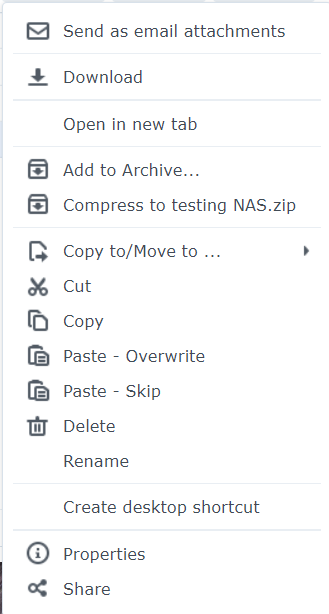 Send as email attachments
Download
Open in new tab
Add to Archive...
Compress to testing NAS.zip
Copy to/Move to ...
Cut
Copy
Paste - Overwrite
Paste - Skip
Delete
Rename
Create desktop shortcut
Properties
Share